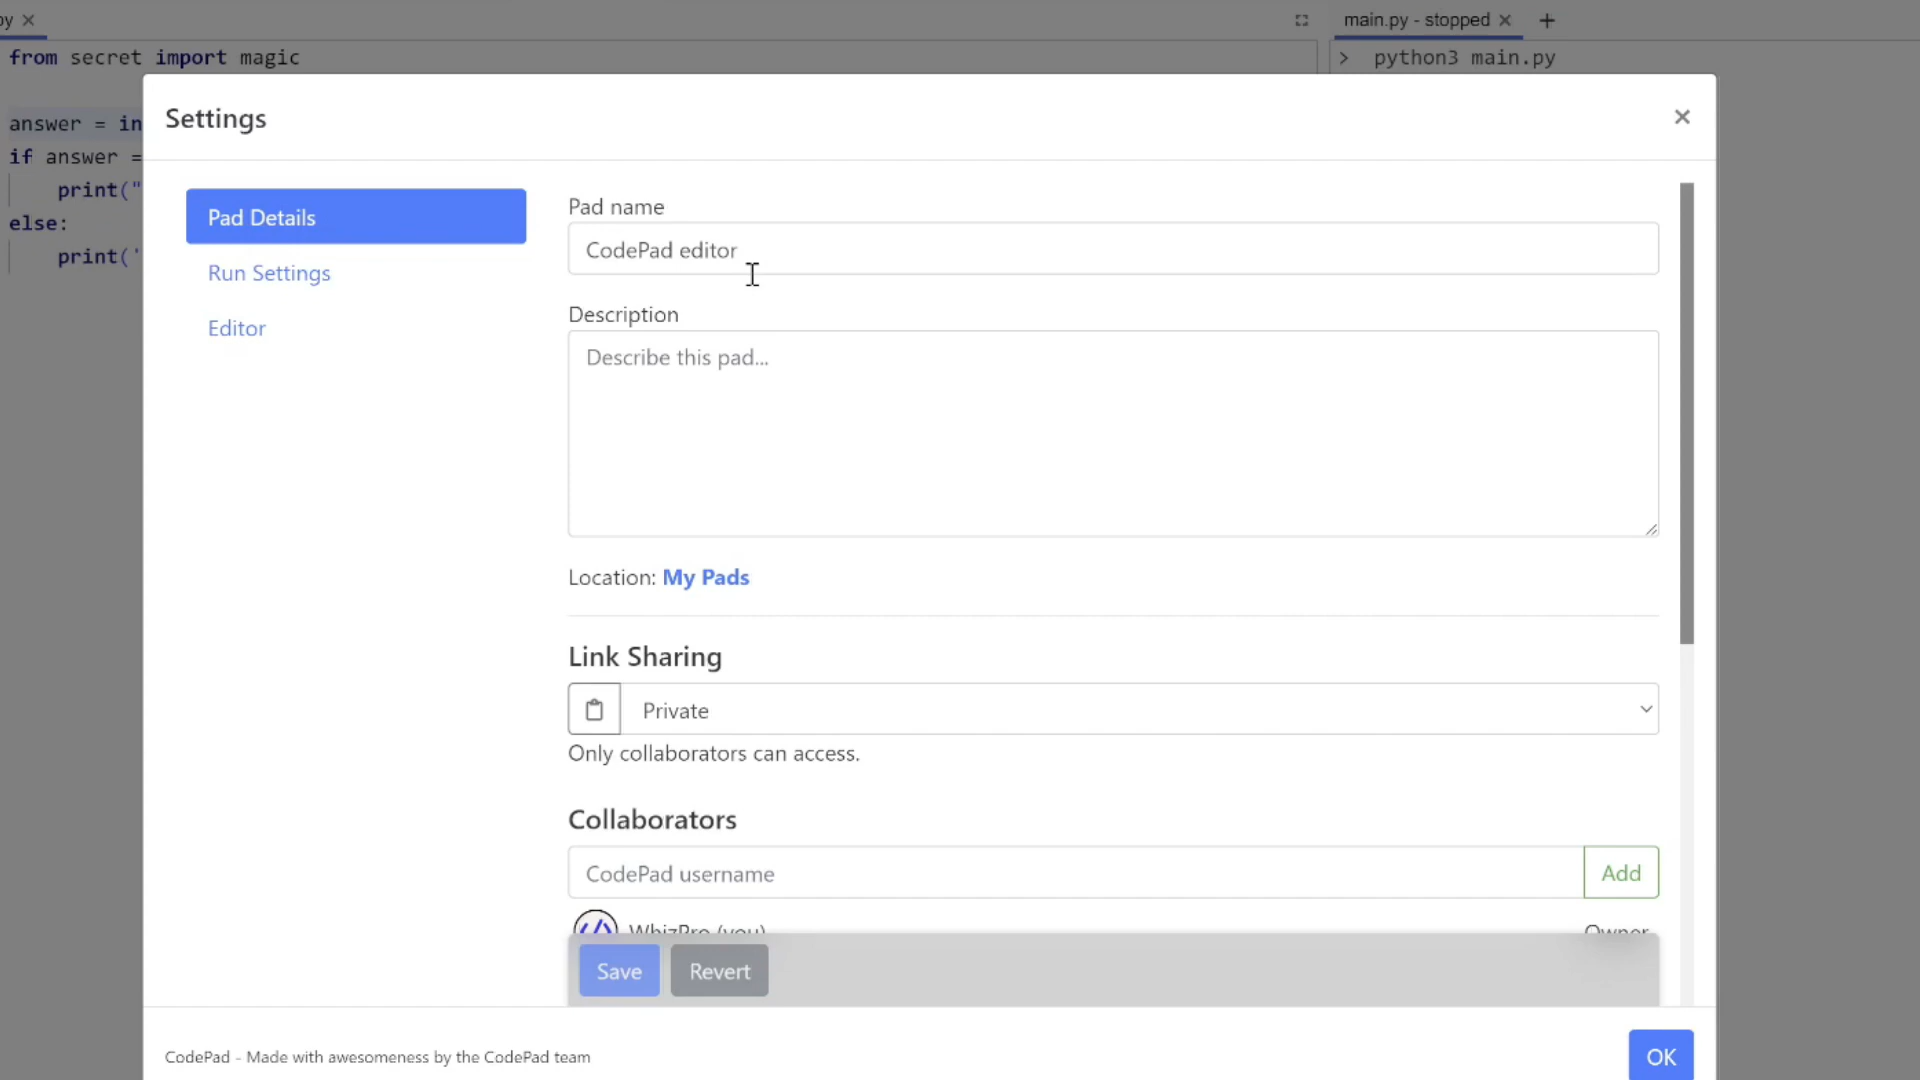 py
main.py - stopped
from secret import magic
> python3 main.py
Settings
answer = in
if answer =
print("
else:
print('
Pad Details
Run Settings
Editor
Pad name
CodePad editor
Description
Describe this pad...
Location: My Pads
Link Sharing
Private
Only collaborators can access.
Collaborators
CodePad username
Add
WhizPro (you)
Owner
Save
Revert
CodePad - Made with awesomeness by the CodePad team
OK